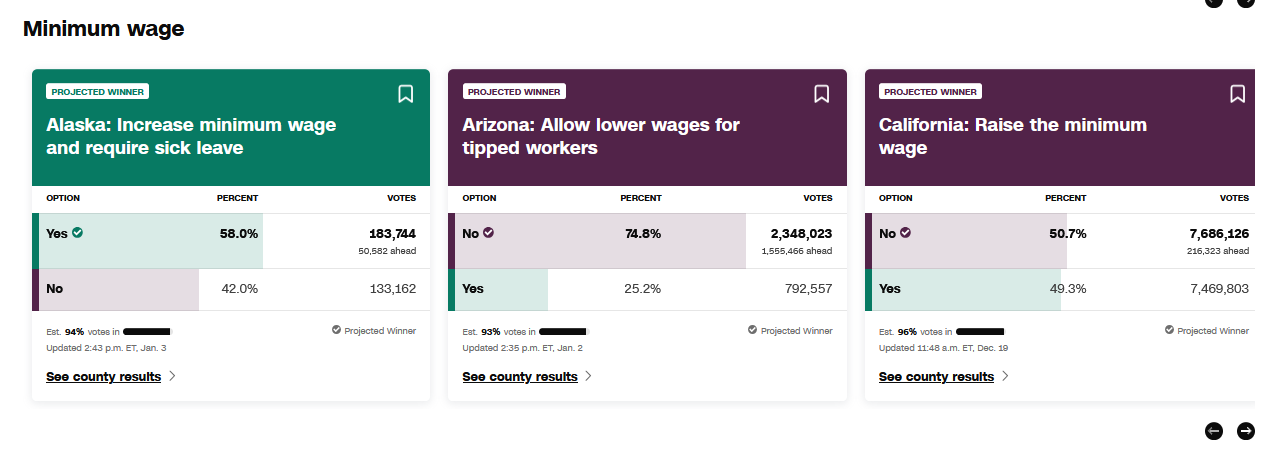 Minimum wage
PROJECTED WINNER
Alaska: Increase minimum wage
and require sick leave
OPTION PERCENT VOTES
Yes 58.0% 183,744
50,582 ahead
No 42.0% 133,162
Est. 94% votes in
Projected Winner
Updated 2:43 p.m. ET, Jan. 3
See county results
PROJECTED WINNER
Arizona: Allow lower wages for
tipped workers
OPTION PERCENT VOTES
No 74.8% 2,348,023
1,555,466 ahead
Yes 25.2% 792,557
Est. 93% votes in
Projected Winner
Updated 2:35 p.m. ET, Jan. 2
See county results
PROJECTED WINNER
California: Raise the minimum
wage
OPTION PERCENT VOTES
No 50.7% 7,686,126
216,323 ahead
Yes 49.3% 7,469,803
Est. 96% votes in
Projected Winner
Updated 11:48 a.m. ET, Dec. 19
See county results